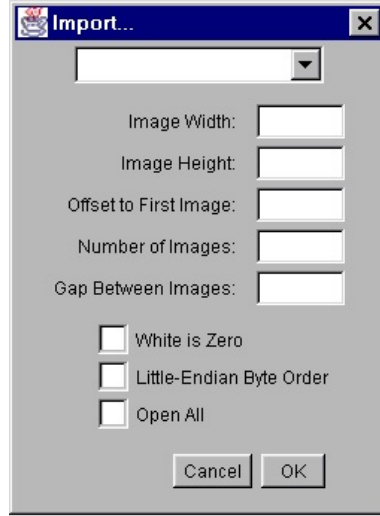 Import...
Image Width:
Image Height:
Offset to First Image:
Number of Images:
Gap Between Images:
White is Zero
Little-Endian Byte Order
Open All
Cancel OK